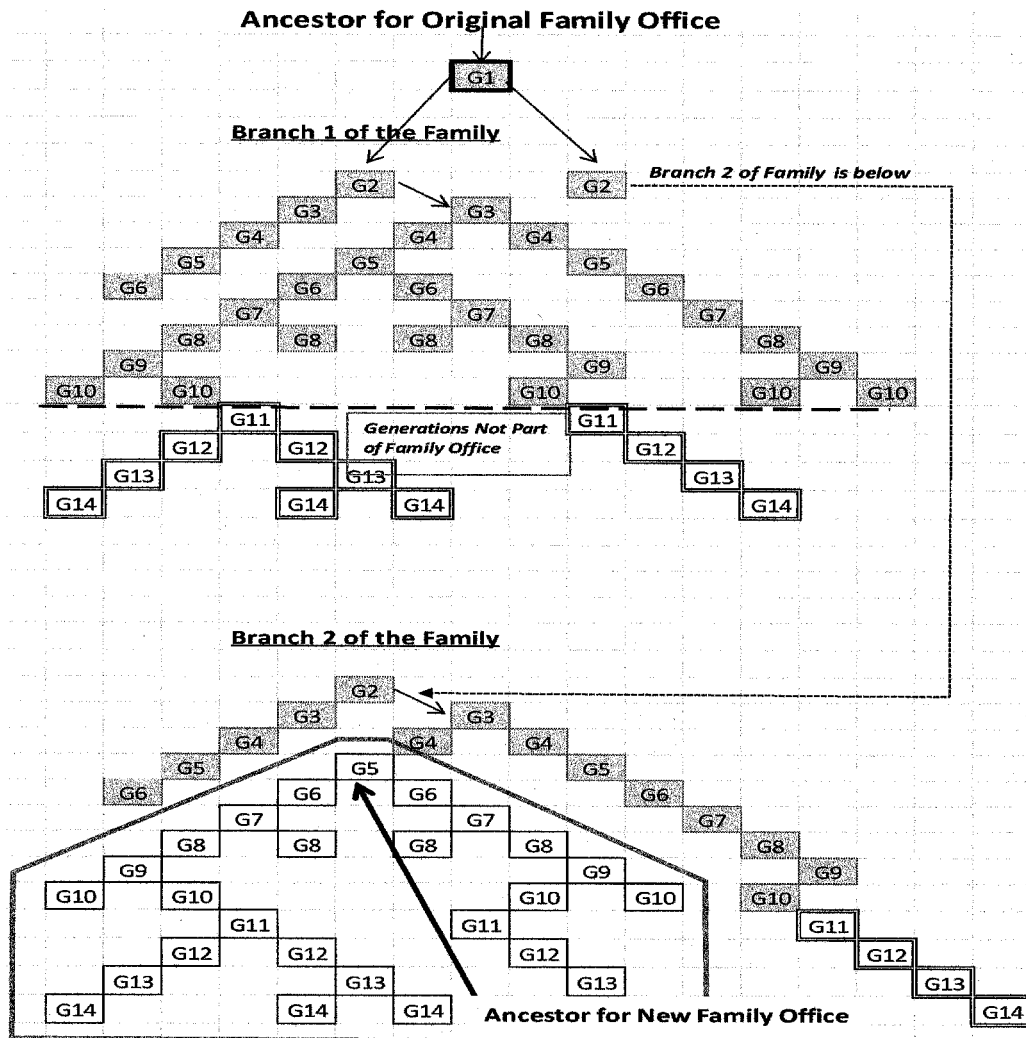 Ancestor for Original Family Office
G1
Branch 1 of the Family
G2 G2 Branch 2 of Family is below
G3 G3
G4 G4 G4
G5 G5 G5
G6 G6 G6 G6
G7 G7 G7
G8 G8 G8 G8 G8
G9 G9 G9
G10 G10 G10 G10 G10
G11 Generations Not Part G11
G12 G12 of Family Office G12
G13 G13 G13
G14 G14 G14 G14
Branch 2 of the Family
G2
G3 G3
G4 G4 G4
G5 G5 G5
G6 G6 G6 G6
G7 G7 G7
G8 G8 G8 G8 G8
G9 G9 G9
G10 G10 G10 G10 G10
G11 G11 G11
G12 G12 G12 G12
G13 G13 G13 G13
G14 G14 G14 Ancestor for New Family Office G14